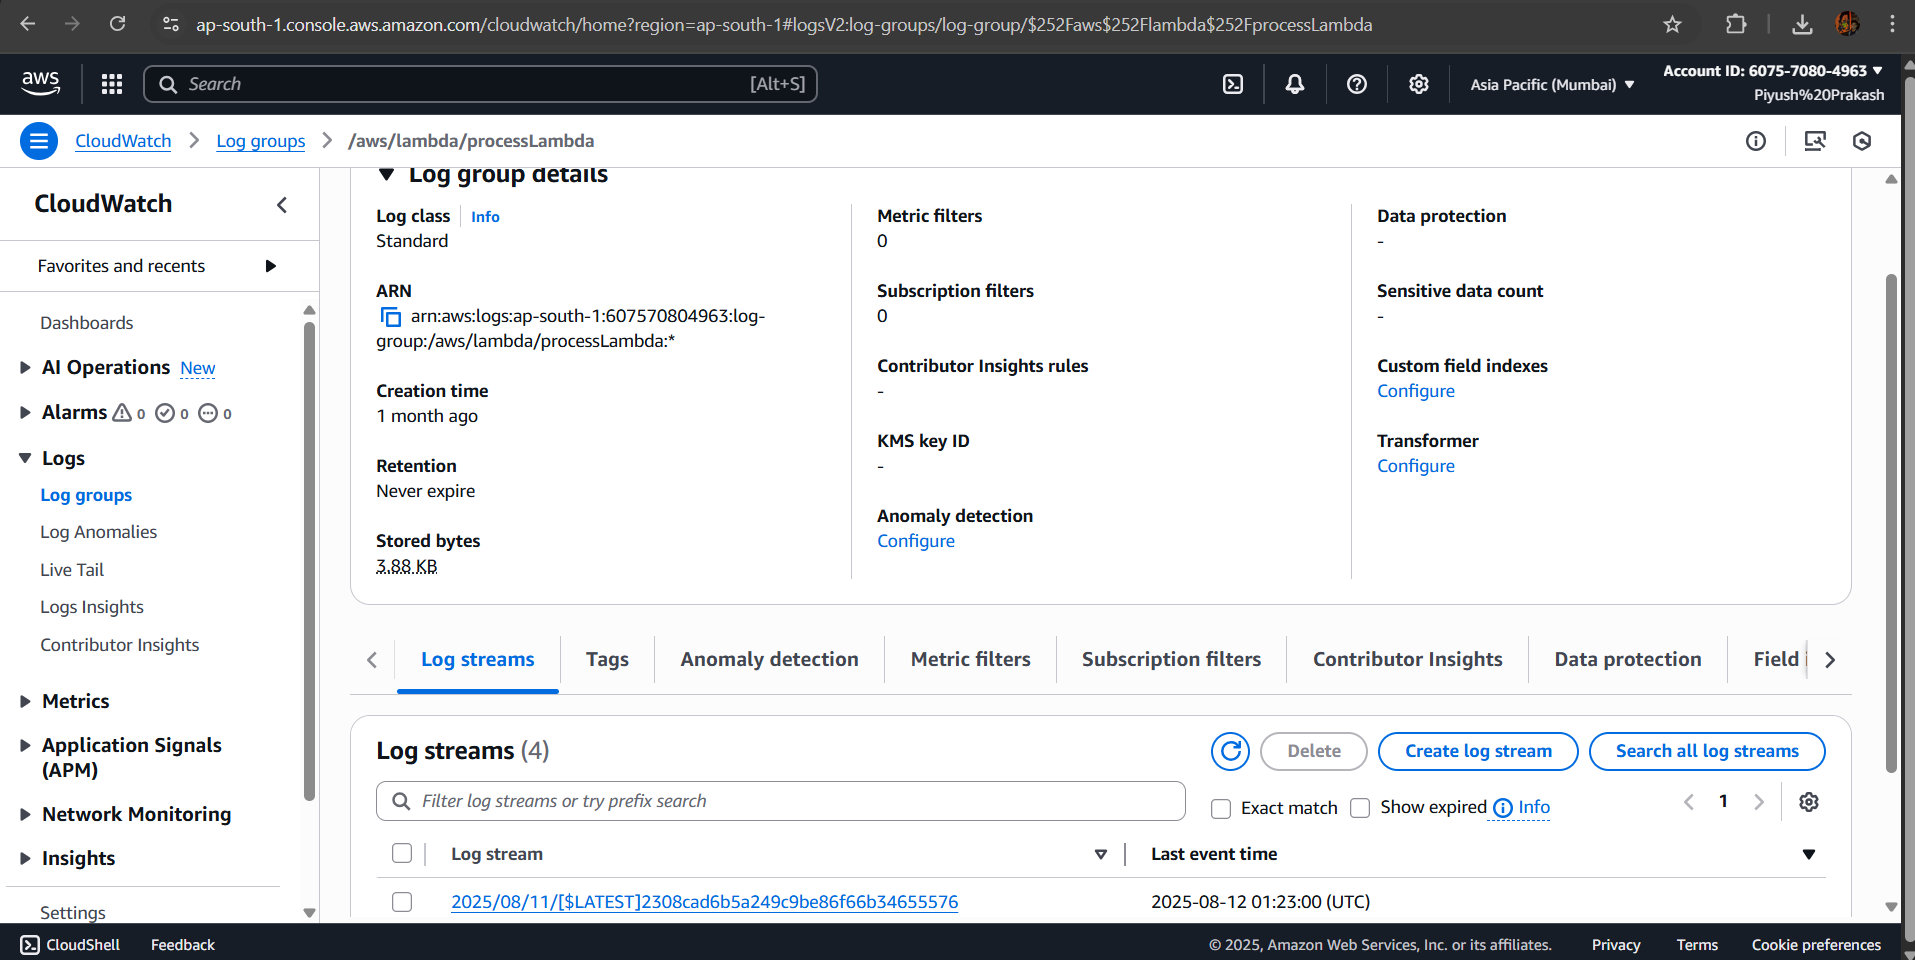 ap-south-1.console.aws.amazon.com/cloudwatch/home?region=ap-south-1#logsV2:log-groups/log-group/$252Faws$252Flambda$252FprocessLambda
aws
Search
[Alt+S]
Asia Pacific (Mumbai)
Account ID: 6075-7080-4963
Piyush%20Prakash
CloudWatch
Log groups
/aws/lambda/processLambda
CloudWatch
Favorites and recents
Dashboards
AI Operations New
Alarms 0 0 0
Logs
Log groups
Log Anomalies
Live Tail
Logs Insights
Contributor Insights
Metrics
Application Signals
(APM)
Network Monitoring
Insights
Settings
Log group details
Log class Info
Standard
ARN
arn:aws:logs:ap-south-1:607570804963:log-
group:/aws/lambda/processLambda:*
Creation time
1 month ago
Retention
Never expire
Stored bytes
3.88 KB
Metric filters
0
Subscription filters
0
Contributor Insights rules
-
KMS key ID
-
Anomaly detection
Configure
Data protection
-
Sensitive data count
-
Custom field indexes
Configure
Transformer
Configure
Log streams
Tags
Anomaly detection
Metric filters
Subscription filters
Contributor Insights
Data protection
Field
Log streams (4)
Delete
Create log stream
Search all log streams
Filter log streams or try prefix search
Exact match
Show expired
Info
1
Log stream
Last event time
2025/08/11/[$LATEST]2308cad6b5a249c9be86f66b34655576
2025-08-12 01:23:00 (UTC)
CloudShell
Feedback
© 2025, Amazon Web Services, Inc. or its affiliates.
Privacy
Terms
Cookie preferences